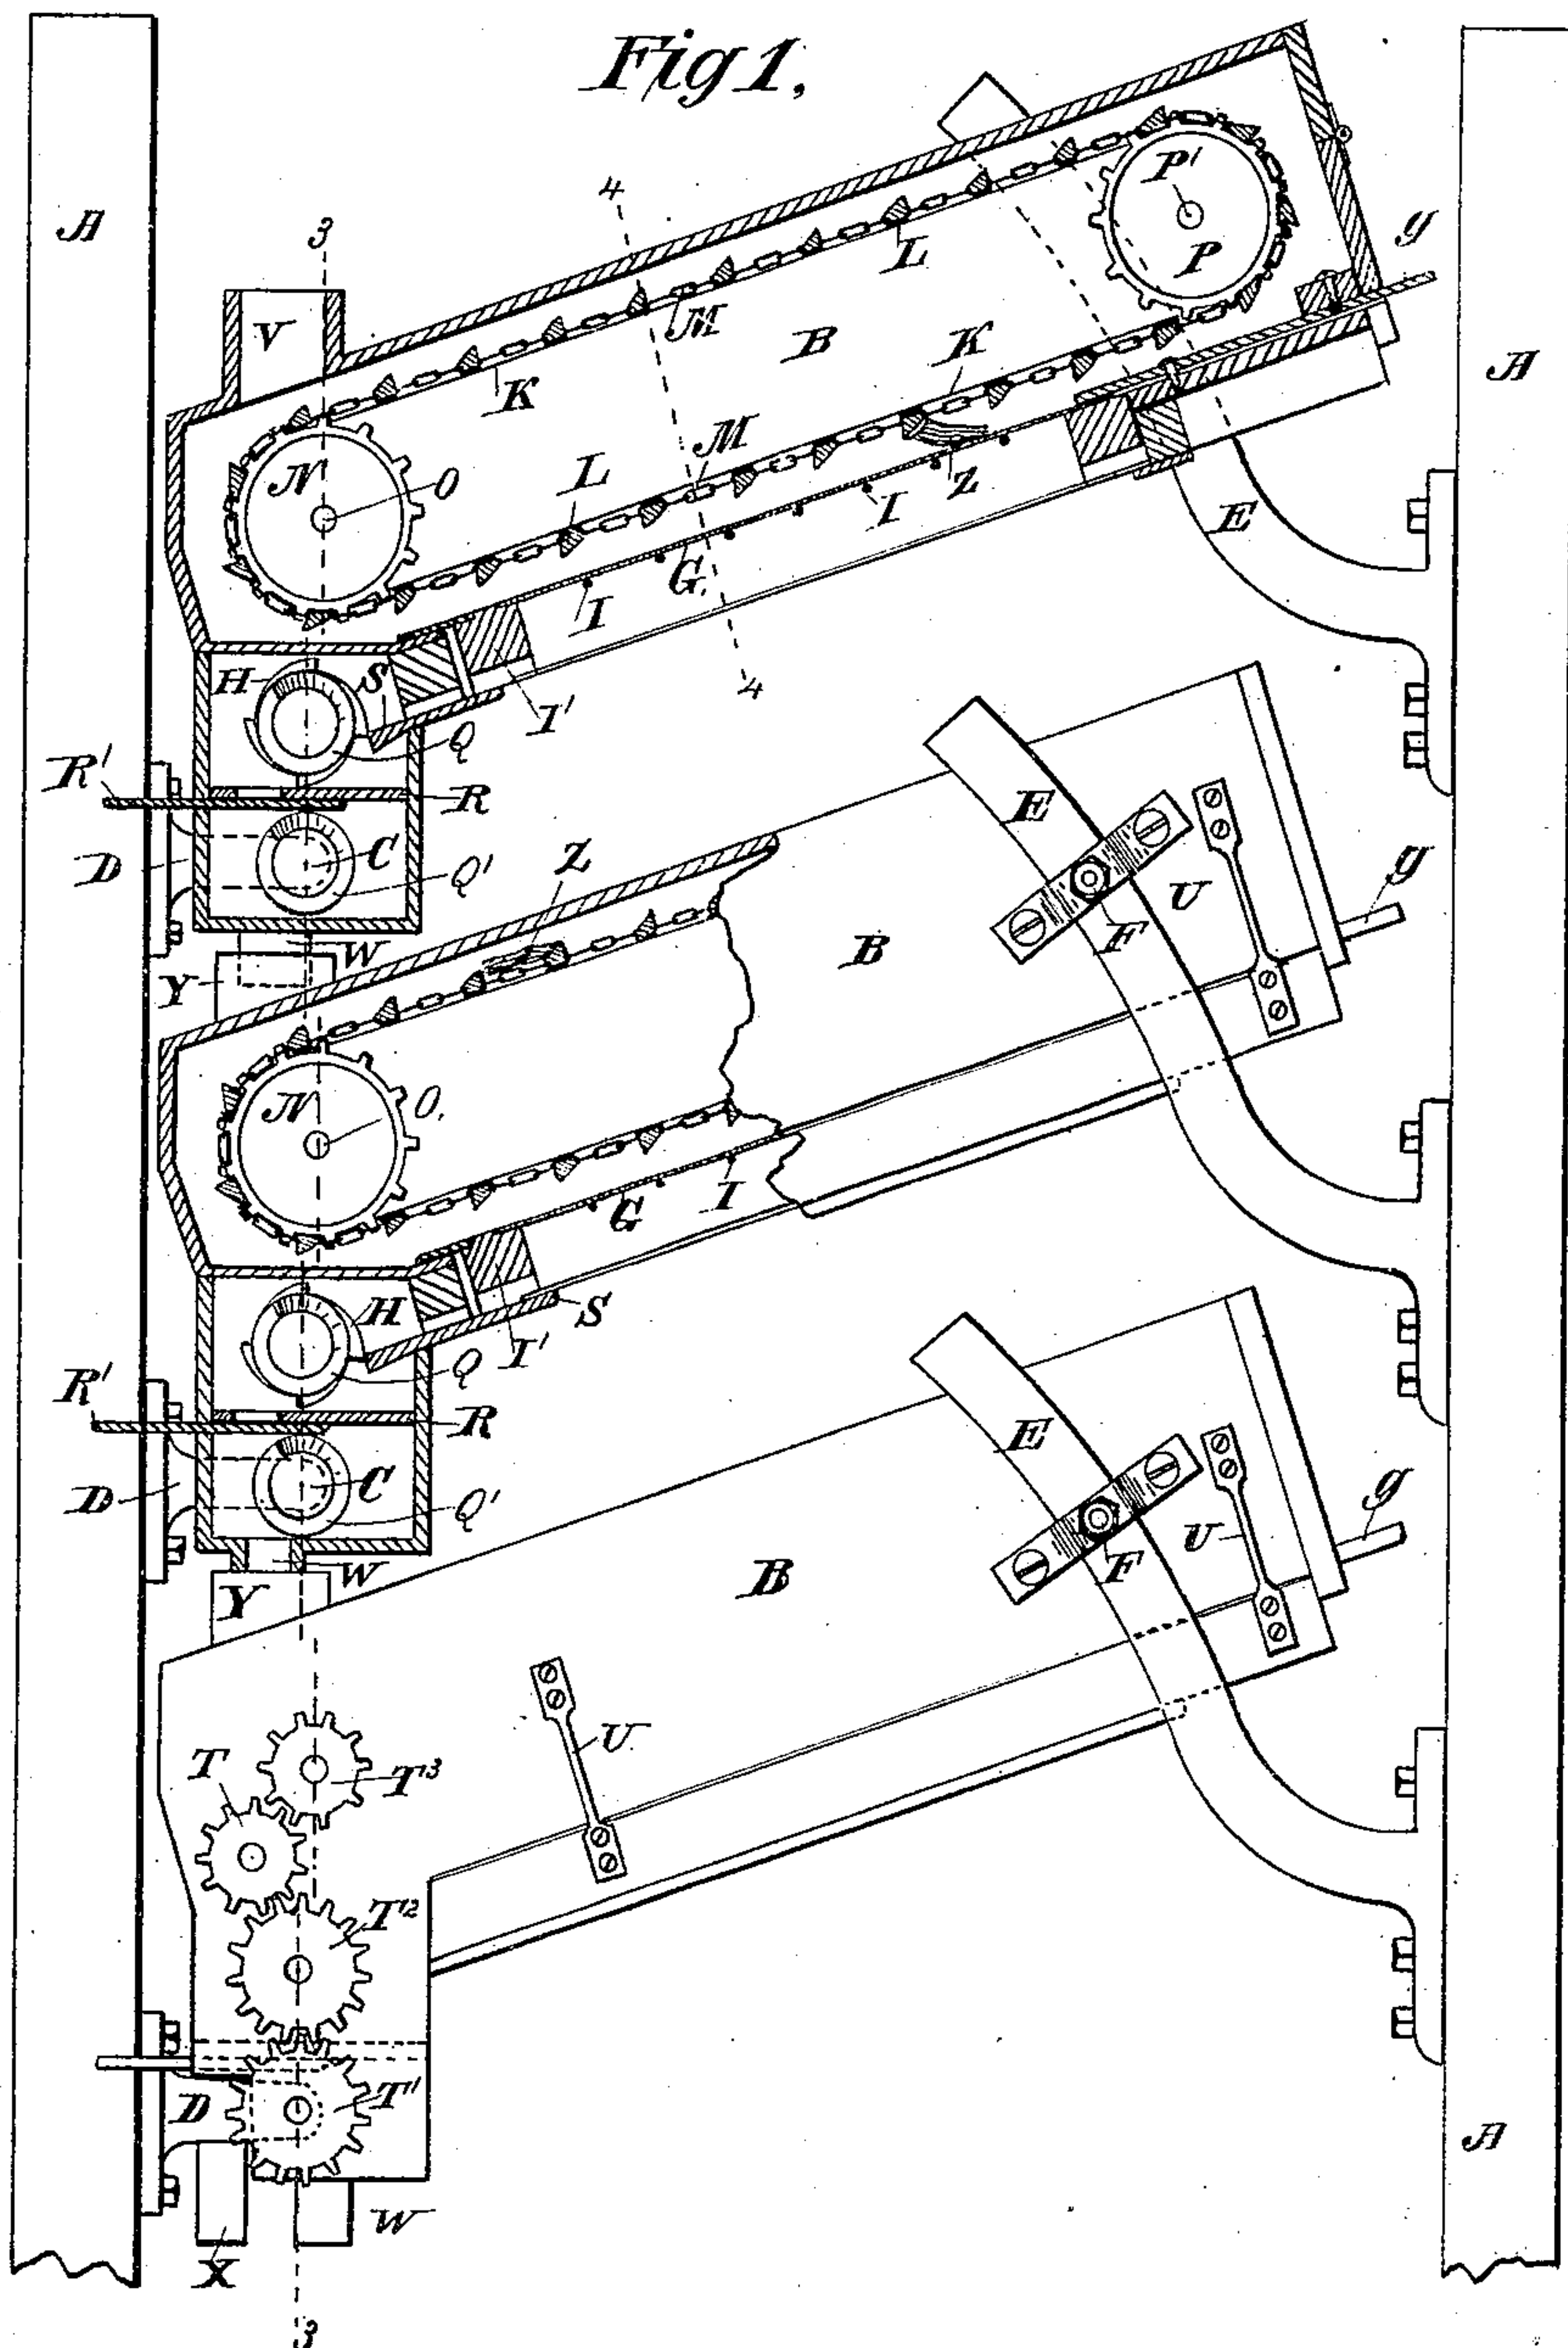 Fig 1,
A
A
3
4
P'
P
y
L
V
M
B
K
K
M
N
O
L
Z
I
E
G,
I
4
H
S
I'
Q
R'
R
C
D
Q'
Z
E
U
y
F
W
Y
B
N
O,
I
G
H
S
I'
Q
R'
R
E
C
D
Q'
U
g
F
W
Y
B
U
T
T³
T²
D
T'
A
W
X
3